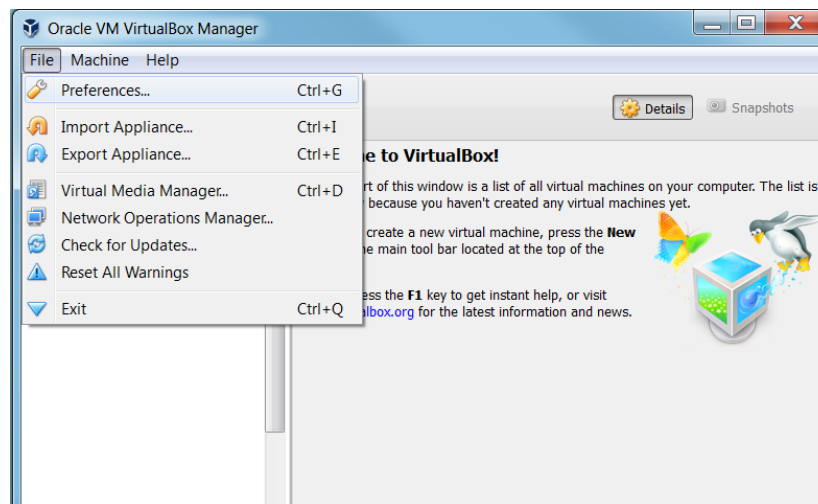 Oracle VM VirtualBox Manager
File Machine Help
Preferences... Ctrl+G
Import Appliance... Ctrl+I
Export Appliance... Ctrl+E
Virtual Media Manager... Ctrl+D
Network Operations Manager...
Check for Updates...
Reset All Warnings
Exit Ctrl+Q
Details Snapshots
to VirtualBox!
of this window is a list of all virtual machines on your computer. The list is
because you haven't created any virtual machines yet.
create a new virtual machine, press the New
main tool bar located at the top of the
the F1 key to get instant help, or visit
for the latest information and news.